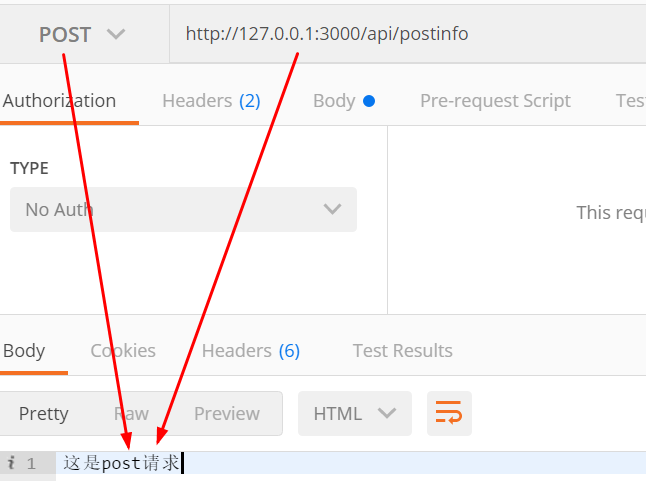 POST http://127.0.0.1:3000/api/postinfo
Authorization Headers (2) Body Pre-request Script Tes
TYPE
No Auth
This requ
Body Cookies Headers (6) Test Results
Pretty Raw Preview HTML
i 1 这是post请求